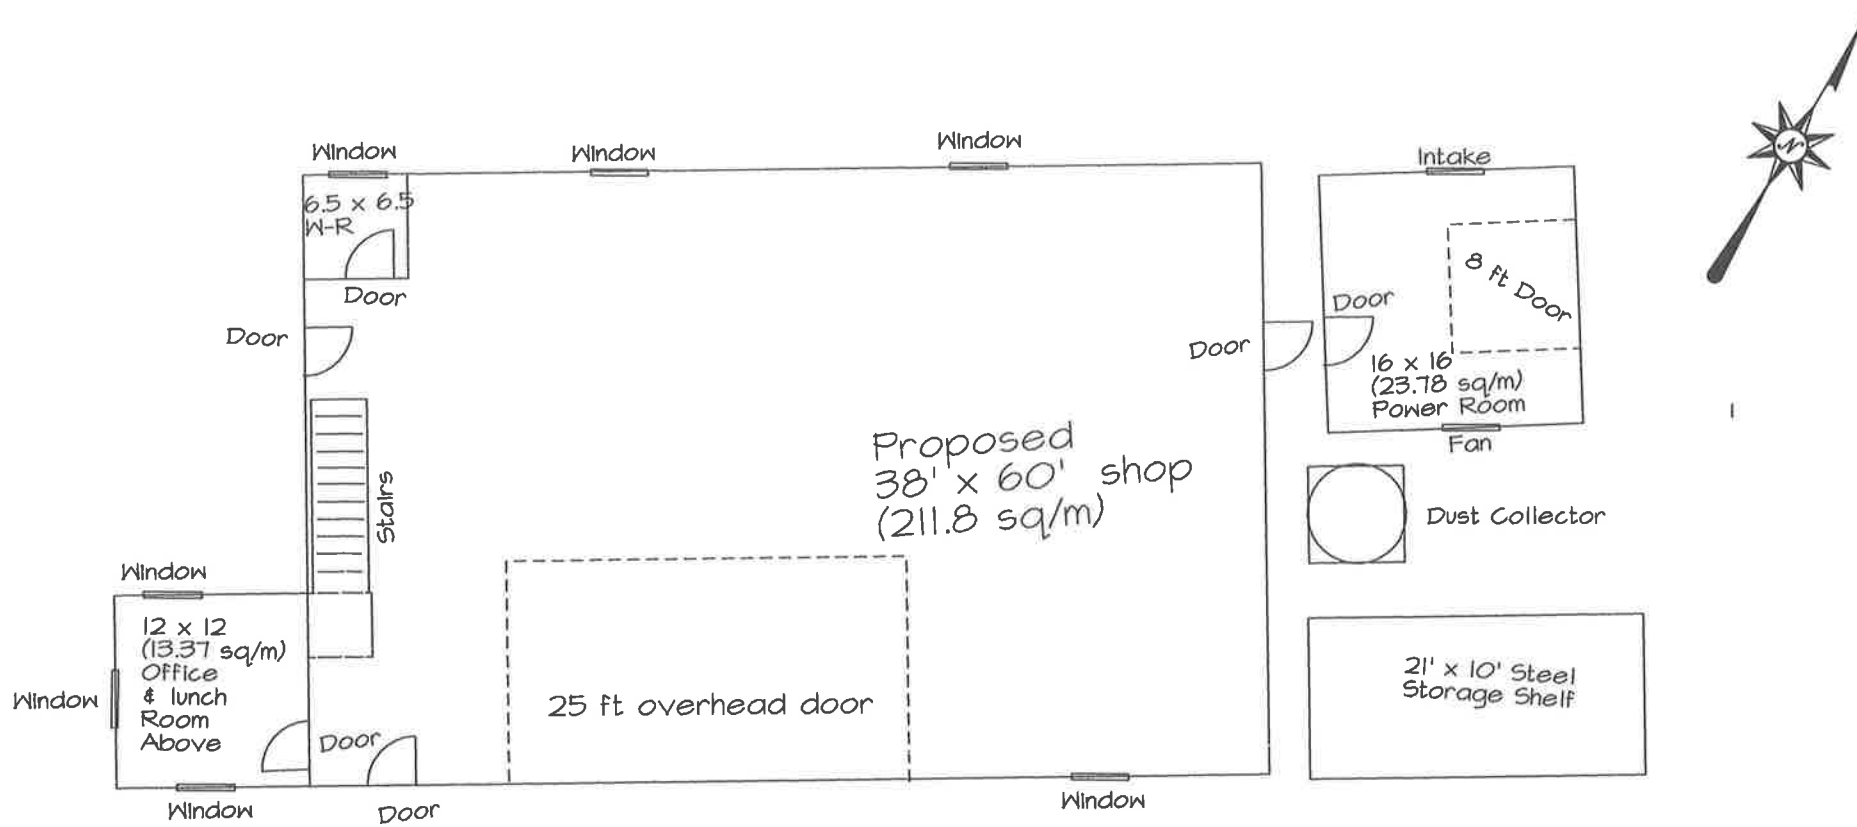 Window
Window
Window
Intake
N
6.5 x 6.5
W-R
Door
Door
Door
Door
8 ft Door
16 x 16
(23.78 sq/m)
Power Room
Fan
Proposed
38' x 60' shop
(211.8 sq/m)
Stairs
Dust Collector
Window
12 x 12
(13.37 sq/m)
Office
& lunch
Room
Above
Window
Door
25 ft overhead door
21' x 10' Steel
Storage Shelf
Window
Door
Window